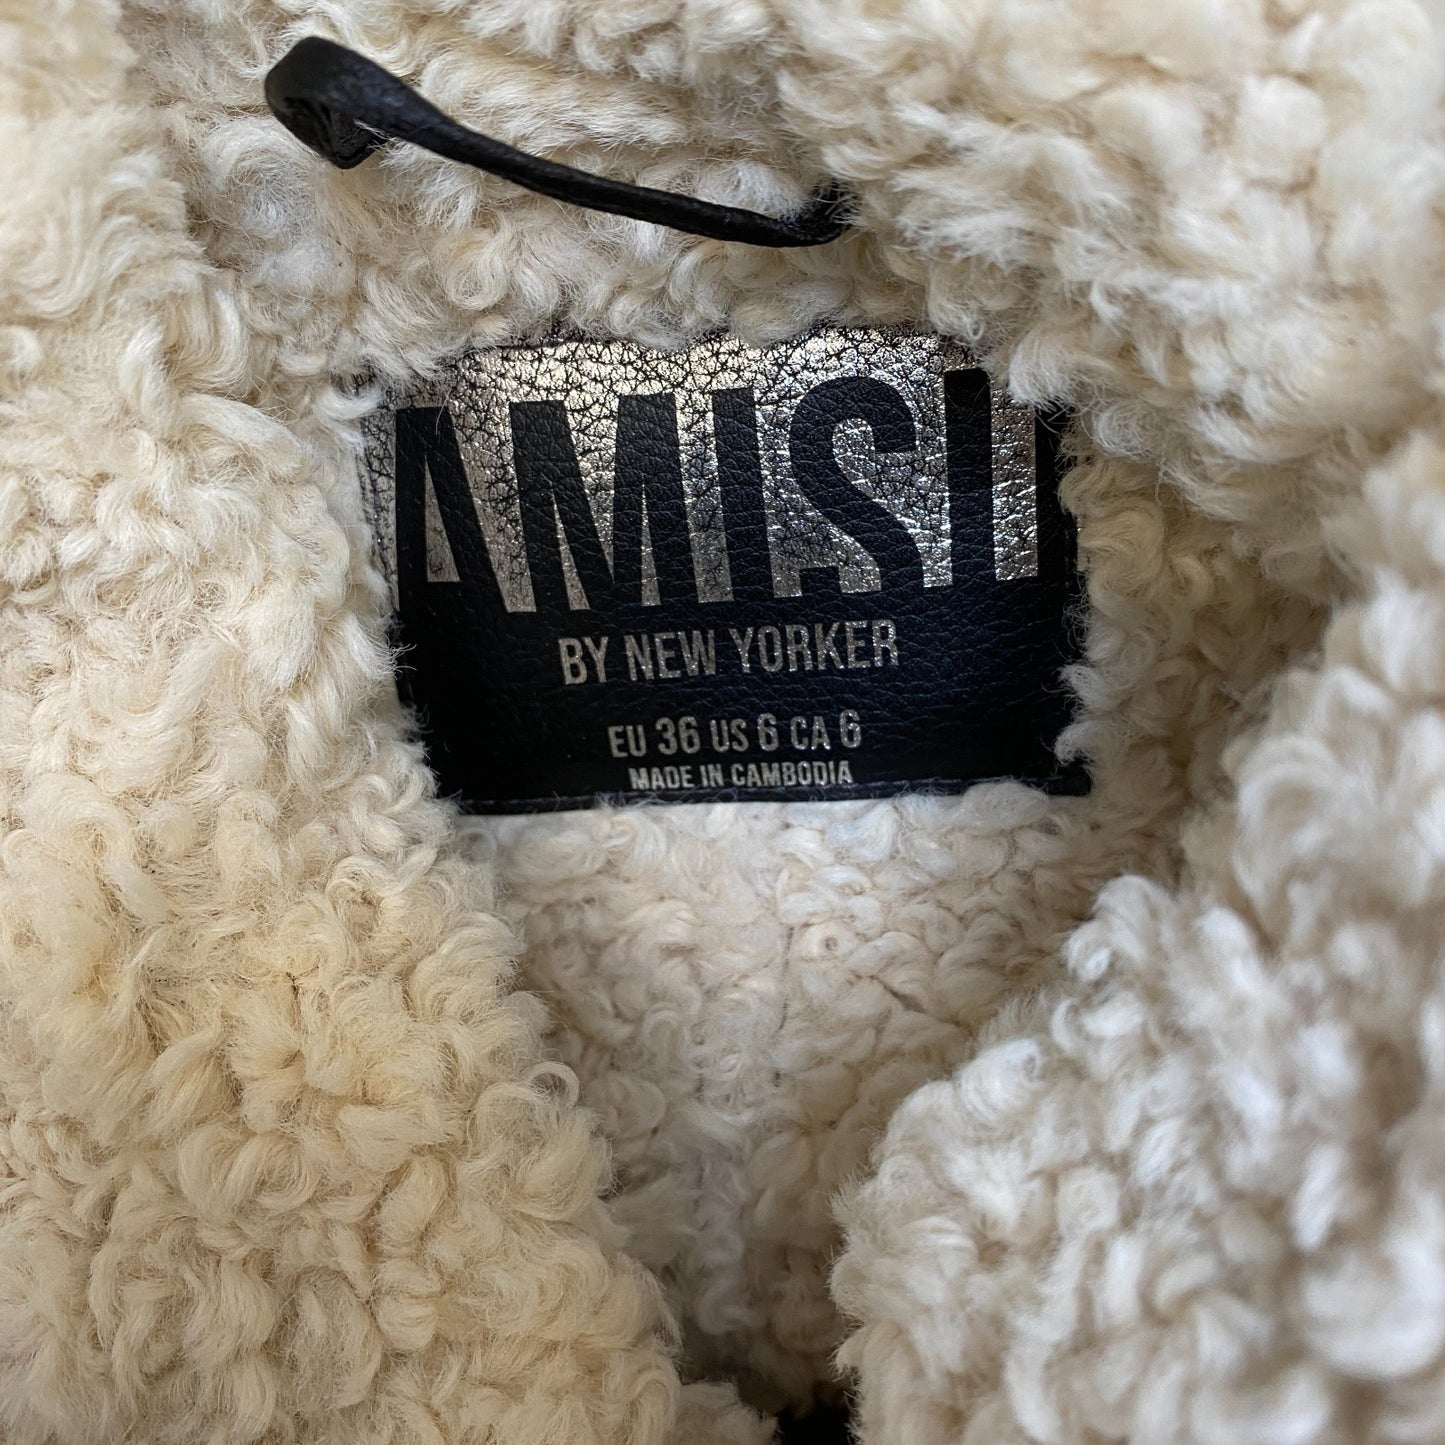 AMISU
BY NEW YORKER
EU 36 US 6 CA 6
MADE IN CAMBODIA